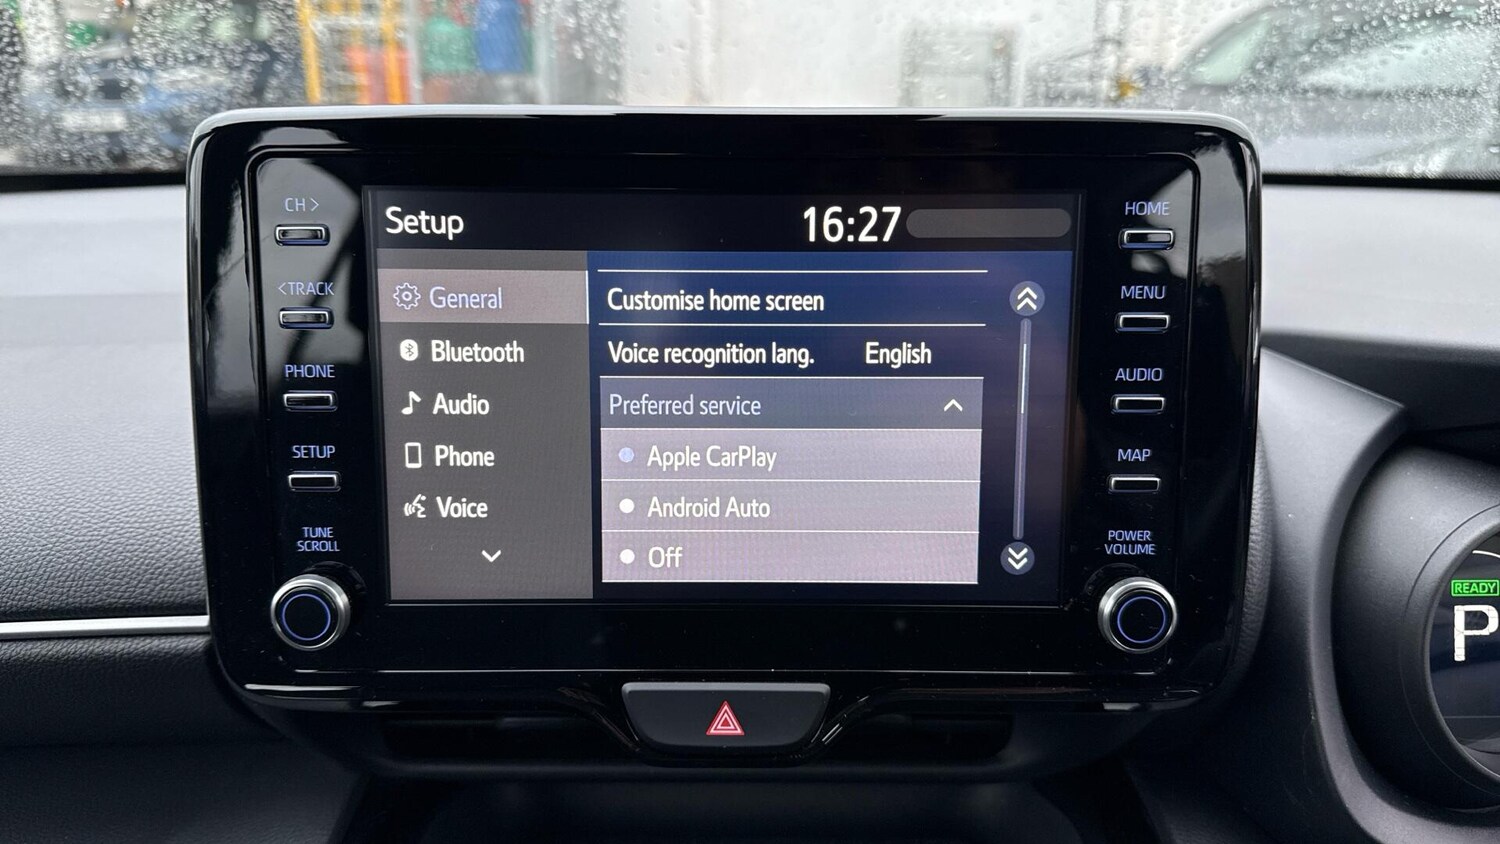 CH >
<TRACK
PHONE
SETUP
TUNE
SCROLL
Setup
16:27
General
Bluetooth
Audio
Phone
Voice
Customise home screen
Voice recognition lang. English
Preferred service
Apple CarPlay
Android Auto
Off
HOME
MENU
AUDIO
MAP
POWER
VOLUME
READY
P